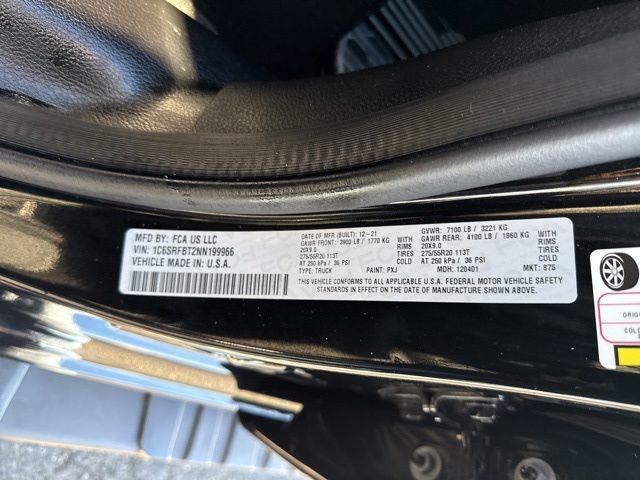 MFD BY: FCA US LLC
VIN: 1C6SRFBT2NN199966
VEHICLE MADE IN: U.S.A.
DATE OF MFR (BUILT): 12-21
GAWR FRONT: 3900 LB / 1770 KG
20X9.0 RIMS
275/55R20 113T TIRES
AT 250 kPa / 36 PSI COLD
TYPE: TRUCK PAINT: PXJ MDH: 120401 MKT: 875
GVWR: 7100 LB / 3221 KG
GAWR REAR: 4100 LB / 1860 KG
20X9.0 RIMS
275/55R20 113T TIRES
AT 250 kPa / 36 PSI COLD
THIS VEHICLE CONFORMS TO ALL APPLICABLE U.S.A. FEDERAL MOTOR VEHICLE SAFETY
STANDARDS IN EFFECT ON THE DATE OF MANUFACTURE SHOWN ABOVE.